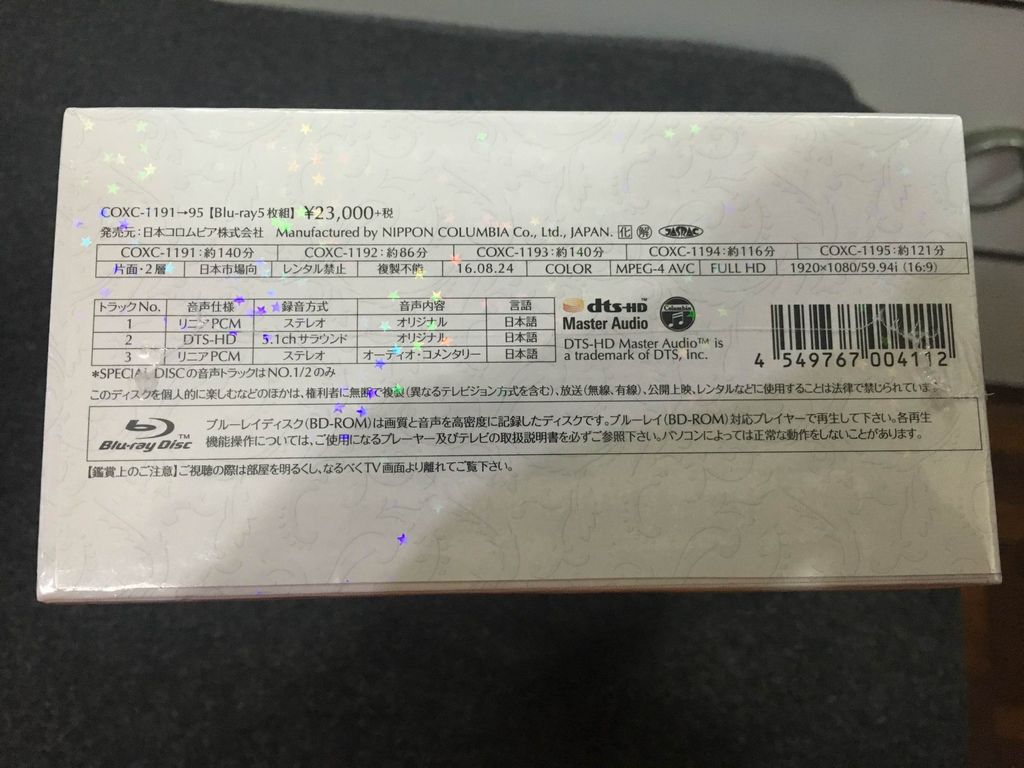 COXC-1191→95【Blu-ray5枚組】 ¥23,000+税
発売元：日本コロムビア株式会社 Manufactured by NIPPON COLUMBIA Co., Ltd., JAPAN. 化 解 JASRAC
COXC-1191：約140分 COXC-1192：約86分 COXC-1193：約140分 COXC-1194：約116分 COXC-1195：約121分
片面・2層 日本市場向 レンタル禁止 複製不能 16.08.24 COLOR MPEG-4 AVC FULL HD 1920×1080/59.94i (16:9)
トラックNo. 音声仕様 録音方式 音声内容 言語
1 リニアPCM ステレオ オリジナル 日本語
2 DTS-HD 5.1chサラウンド オリジナル 日本語
3 リニアPCM ステレオ オーディオ・コメンタリー 日本語
*SPECIAL DISCの音声トラックはNO.1/2のみ
dts-HD™ Columbia
Master Audio
DTS-HD Master Audio™ is
a trademark of DTS, Inc.
4 549767 004112
このディスクを個人的に楽しむなどのほかは、権利者に無断で複製(異なるテレビジョン方式を含む)、放送(無線、有線)、公開上映、レンタルなどに使用することは法律で禁じられています
Blu-ray Disc™
ブルーレイディスク(BD-ROM)は画質と音声を高密度に記録したディスクです。ブルーレイ(BD-ROM)対応プレイヤーで再生して下さい。各再生
機能操作については、ご使用になるプレーヤー及びテレビの取扱説明書を必ずご参照下さい。パソコンによっては正常な動作をしないことがあります。
【鑑賞上のご注意】ご視聴の際は部屋を明るくし、なるべくTV画面より離れてご覧下さい。